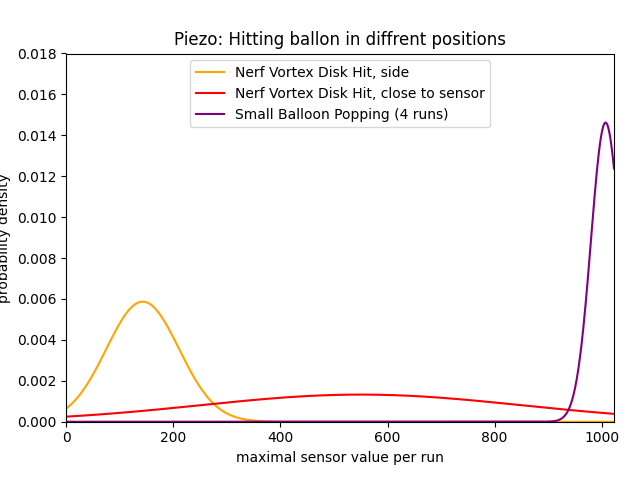 Piezo: Hitting ballon in diffrent positions
Nerf Vortex Disk Hit, side
Nerf Vortex Disk Hit, close to sensor
Small Balloon Popping (4 runs)
probability density
0.018
0.016
0.014
0.012
0.010
0.008
0.006
0.004
0.002
0.000
0 200 400 600 800 1000
maximal sensor value per run